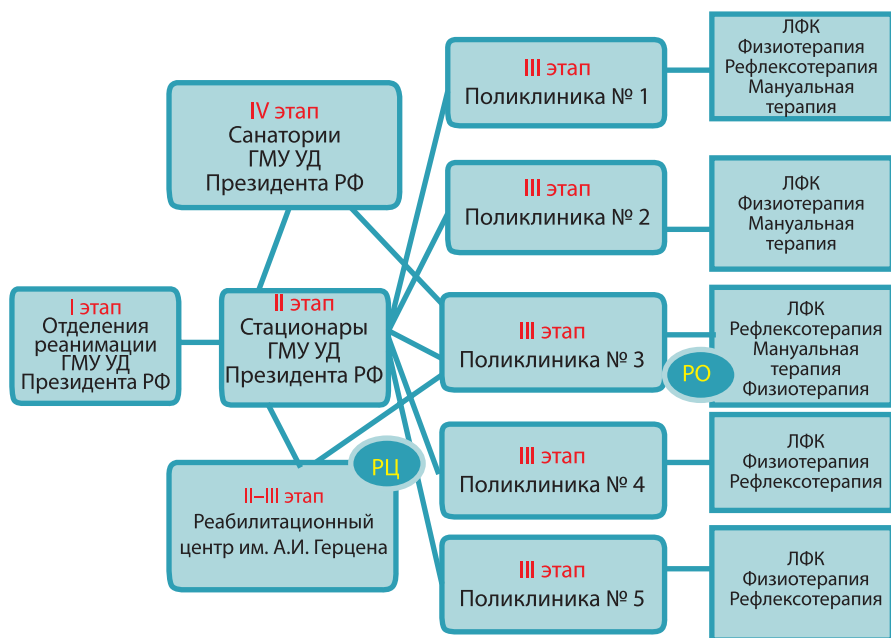 I этап
Отделения
реанимации
ГМУ УД
Президента РФ
IV этап
Санатории
ГМУ УД
Президента РФ
II этап
Стационары
ГМУ УД
Президента РФ
II–III этап
Реабилитационный
центр им. А.И. Герцена
РЦ
III этап
Поликлиника № 1
III этап
Поликлиника № 2
III этап
Поликлиника № 3
РО
III этап
Поликлиника № 4
III этап
Поликлиника № 5
ЛФК
Физиотерапия
Рефлексотерапия
Мануальная
терапия
ЛФК
Физиотерапия
Мануальная
терапия
ЛФК
Рефлексотерапия
Мануальная
терапия
Физиотерапия
ЛФК
Физиотерапия
Рефлексотерапия
ЛФК
Физиотерапия
Рефлексотерапия